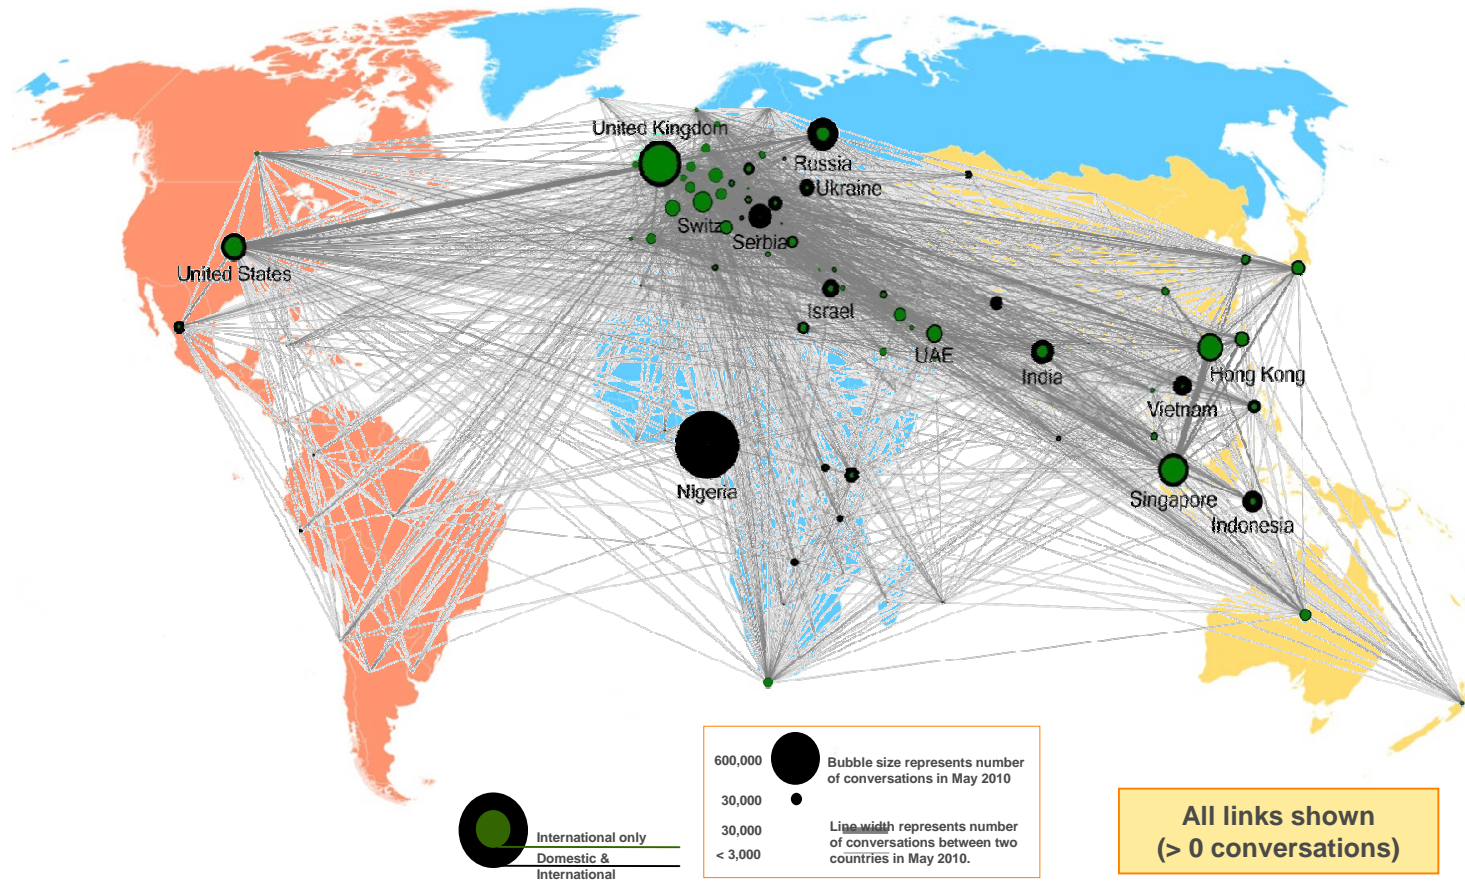 United Kingdom
Russia
Ukraine
Switz
Serbia
United States
Israel
UAE
India
Hong Kong
Vietnam
Nigeria
Singapore
Indonesia
600,000
Bubble size represents number
of conversations in May 2010
30,000
30,000
Line width represents number
of conversations between two
countries in May 2010.
< 3,000
International only
Domestic &
International
All links shown
(> 0 conversations)